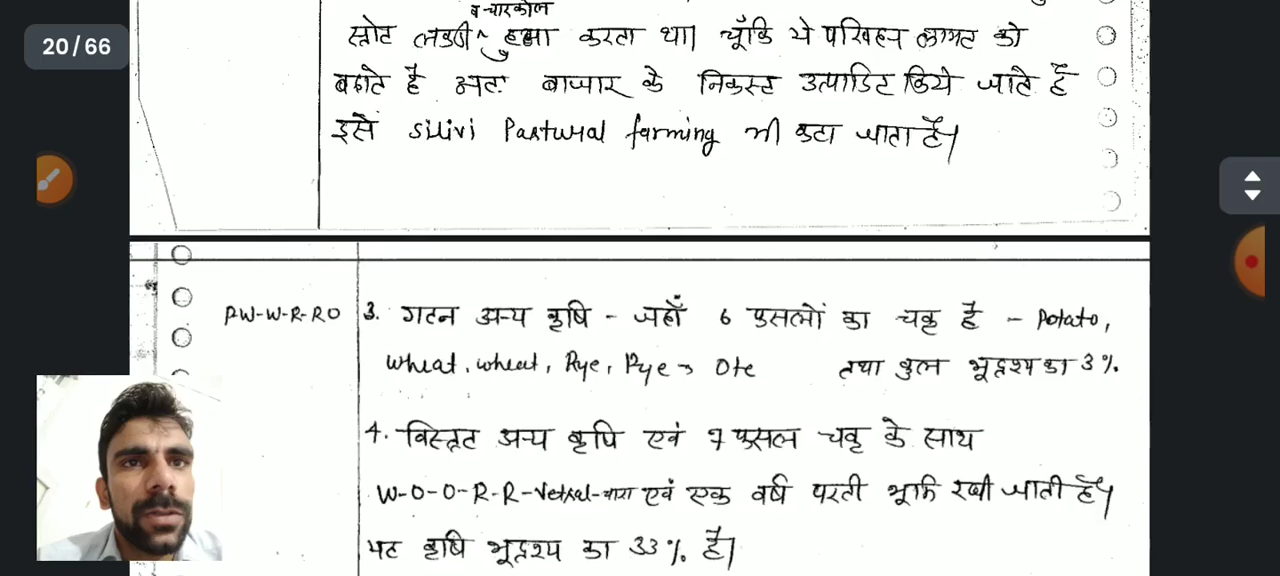 20/66
व चारकोल
स्त्रोत लकडी हुआ करता था। चूँकि ये परिवहन लागत को
बढाते है अतः बाजार के निकस्ट उत्पादित किये जाते हैं
इसे silivi Pastural farming भी कहा जाता है।
PW-W-R-RO
3. गहन अन्य कृषि - जहाँ 6 फसलों का चक्र है - Potato,
wheat, wheat, Rye, Rye → Ote तथा कुल भूदृश्य का 3%.
4. विस्तृत अन्य कृषि एवं 7 फसल चक्र के साथ
W-O-O-R-R- चारा एवं एक वर्ष परती भूमि रखी जाती है।
यह कृषि भूदृश्य का 33% है।